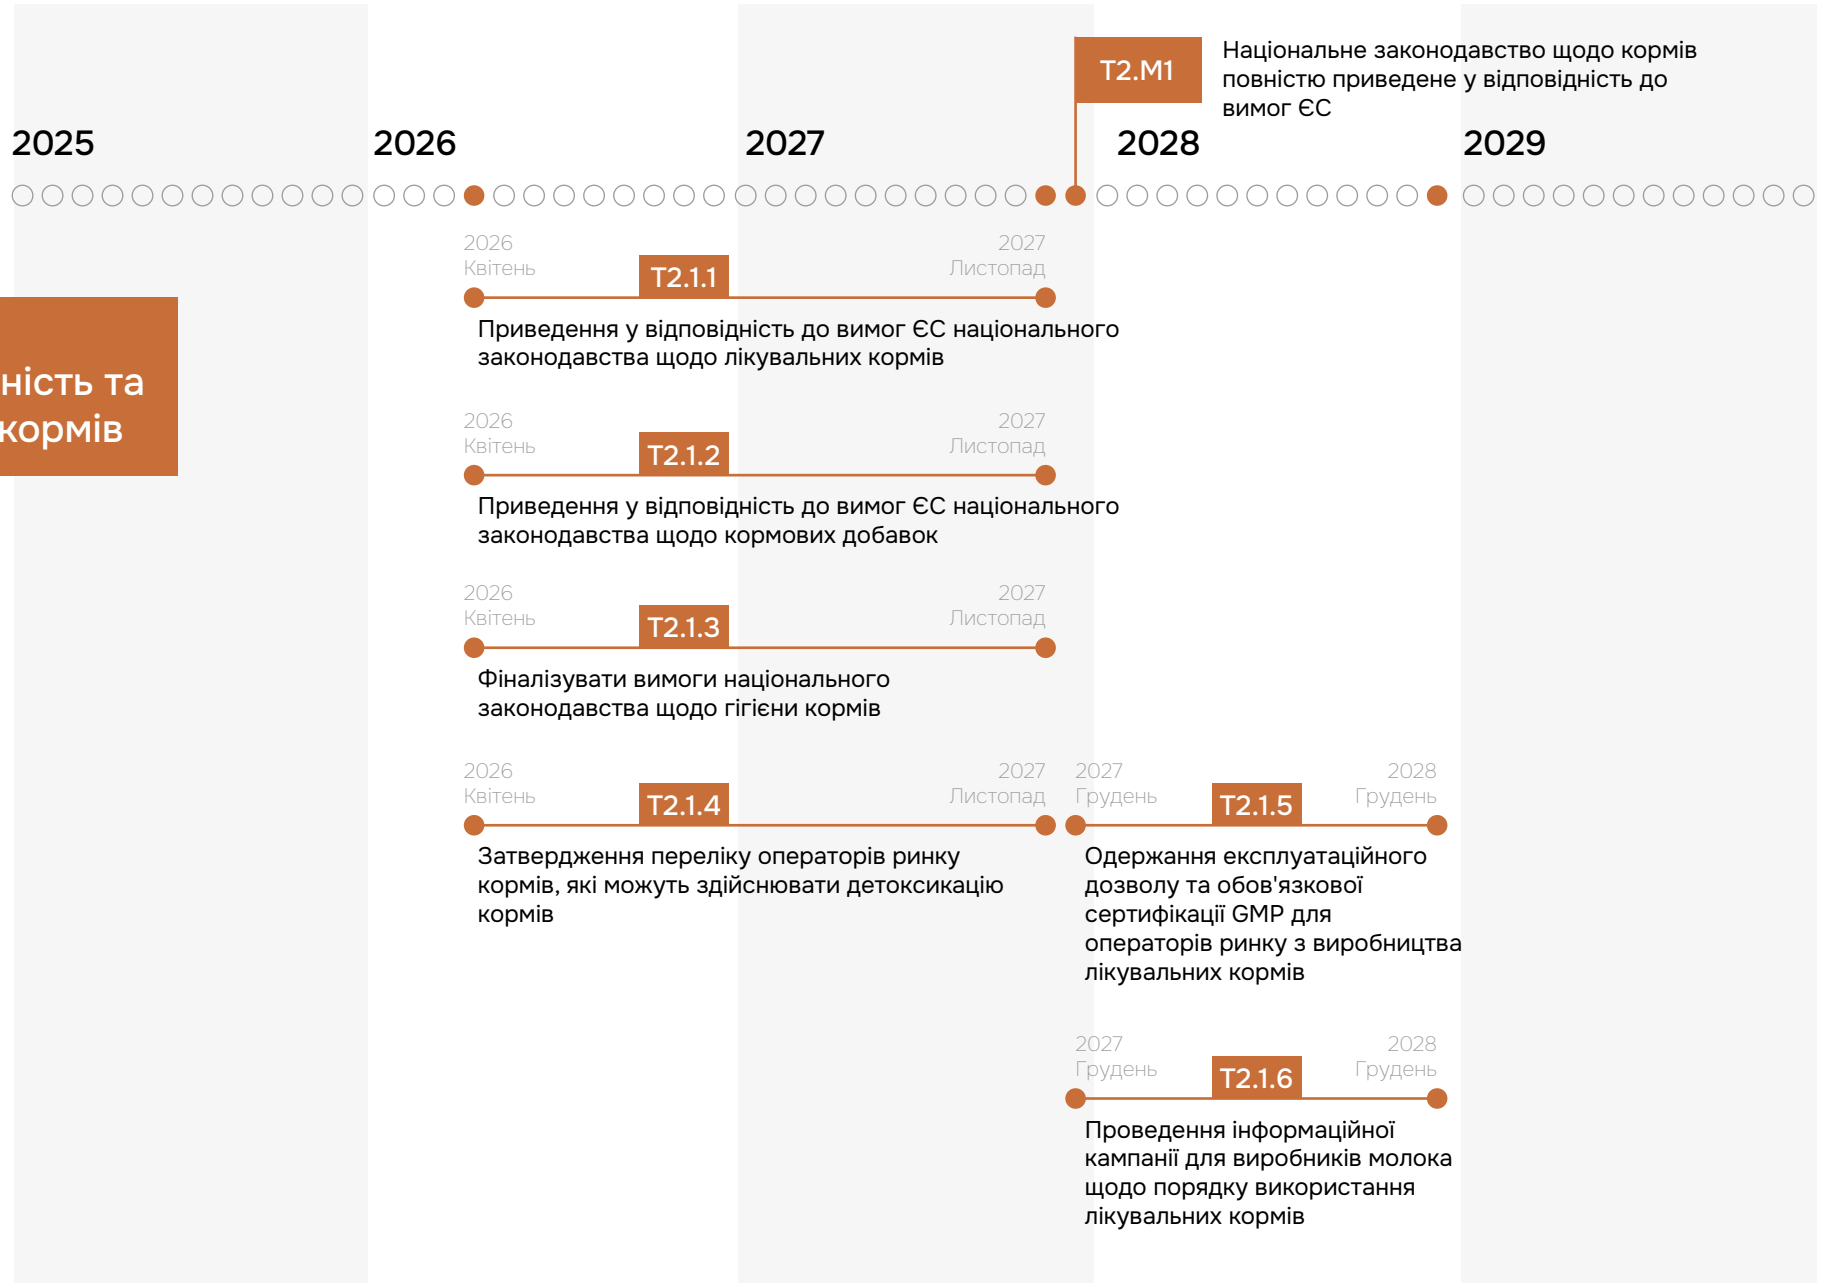 T2.M1
Національне законодавство щодо кормів
повністю приведене у відповідність до
вимог ЄС
2025
2026
2027
2028
2029
2026
Квітень
T2.1.1
2027
Листопад
Приведення у відповідність до вимог ЄС національного
законодавства щодо лікувальних кормів
ність та
кормів
2026
Квітень
T2.1.2
2027
Листопад
Приведення у відповідність до вимог ЄС національного
законодавства щодо кормових добавок
2026
Квітень
T2.1.3
2027
Листопад
Фіналізувати вимоги національного
законодавства щодо гігієни кормів
2026
Квітень
T2.1.4
2027
Листопад
Затвердження переліку операторів ринку
кормів, які можуть здійснювати детоксикацію
кормів
2027
Грудень
T2.1.5
2028
Грудень
Одержання експлуатаційного
дозволу та обов'язкової
сертифікації GMP для
операторів ринку з виробництва
лікувальних кормів
2027
Грудень
T2.1.6
2028
Грудень
Проведення інформаційної
кампанії для виробників молока
щодо порядку використання
лікувальних кормів